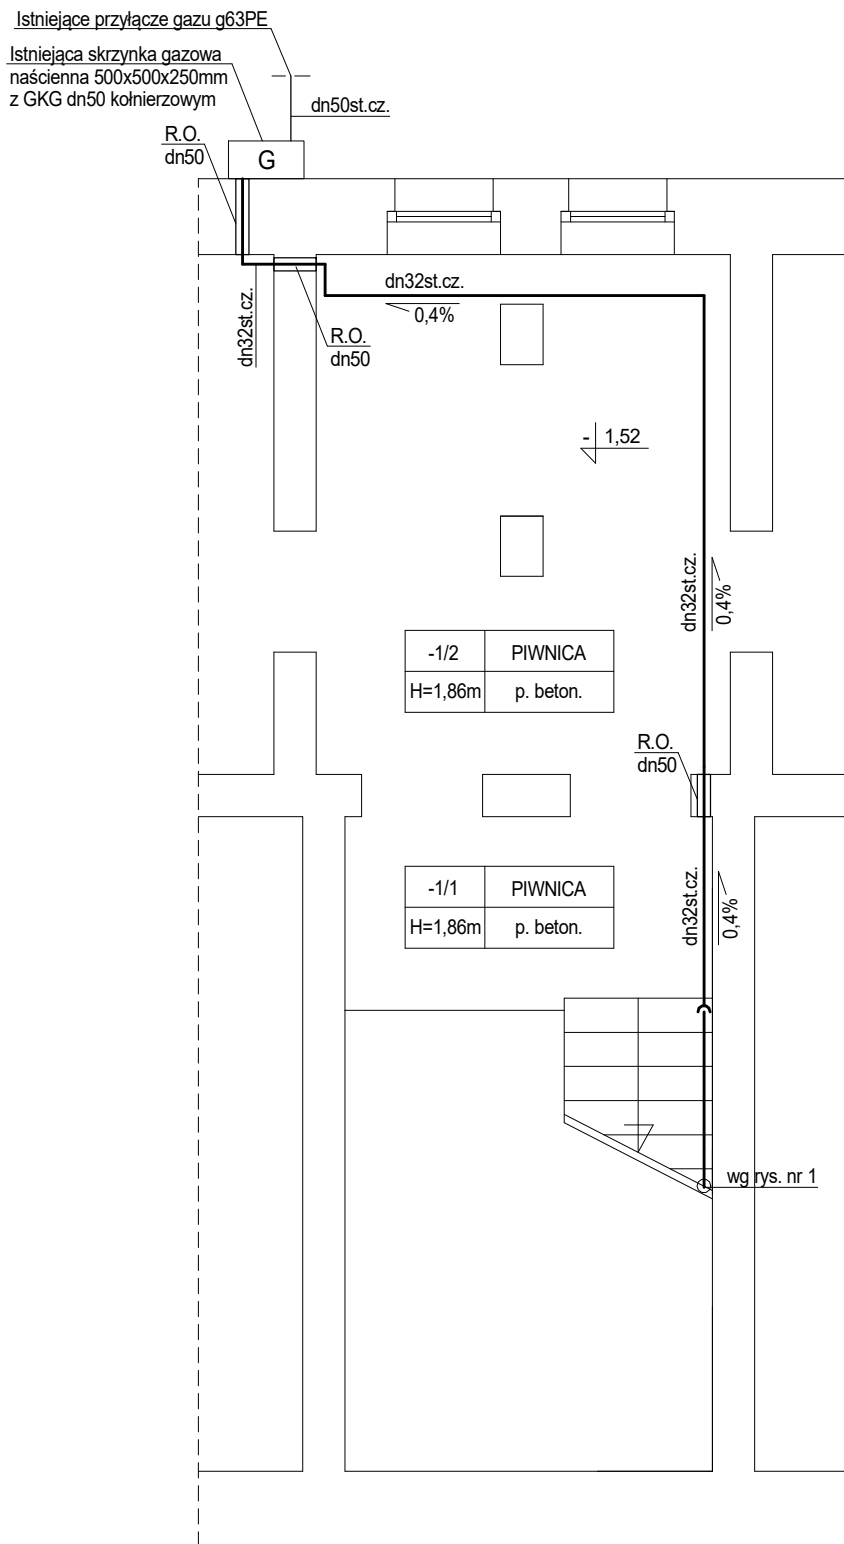 Istniejące przyłącze gazu g63PE
Istniejąca skrzynka gazowa
naścienna 500x500x250mm
z GKG dn50 kołnierzowym
dn50st.cz.
R.O.
dn50
G
dn32st.cz.
dn32st.cz.
0,4%
R.O.
dn50
- 1,52
dn32st.cz.
0,4%
-1/2 PIWNICA
H=1,86m p. beton.
R.O.
dn50
-1/1 PIWNICA
H=1,86m p. beton.
dn32st.cz.
0,4%
wg rys. nr 1